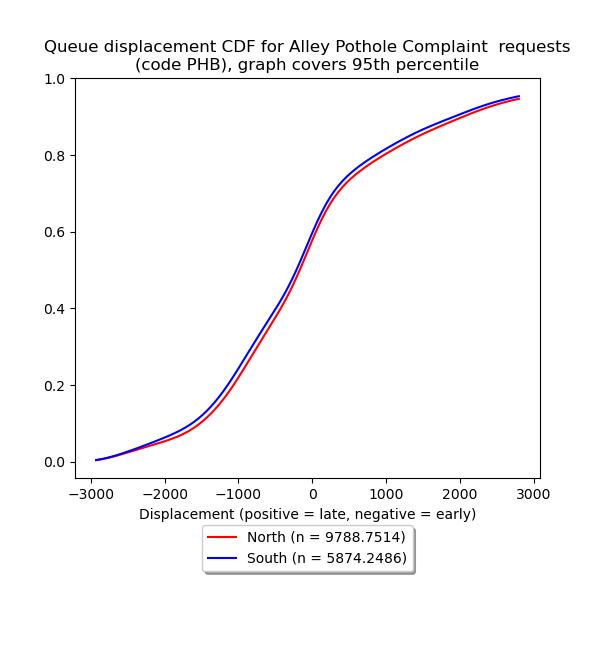 Queue displacement CDF for Alley Pothole Complaint  requests
(code PHB), graph covers 95th percentile
1.0
0.8
0.6
0.4
0.2
0.0
−3000 −2000 −1000 0 1000 2000 3000
Displacement (positive = late, negative = early)
North (n = 9788.7514)
South (n = 5874.2486)